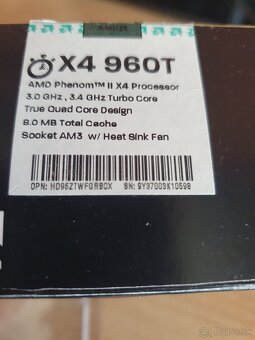 AMD
X4 960T
AMD Phenom™ II X4 Processor
3.0 GHz , 3.4 GHz Turbo Core
True Quad Core Design
8.0 MB Total Cache
Socket AM3 w/ Heat Sink Fan
OPN: HD96ZTWFGRBOX SN: 9Y37003K10598